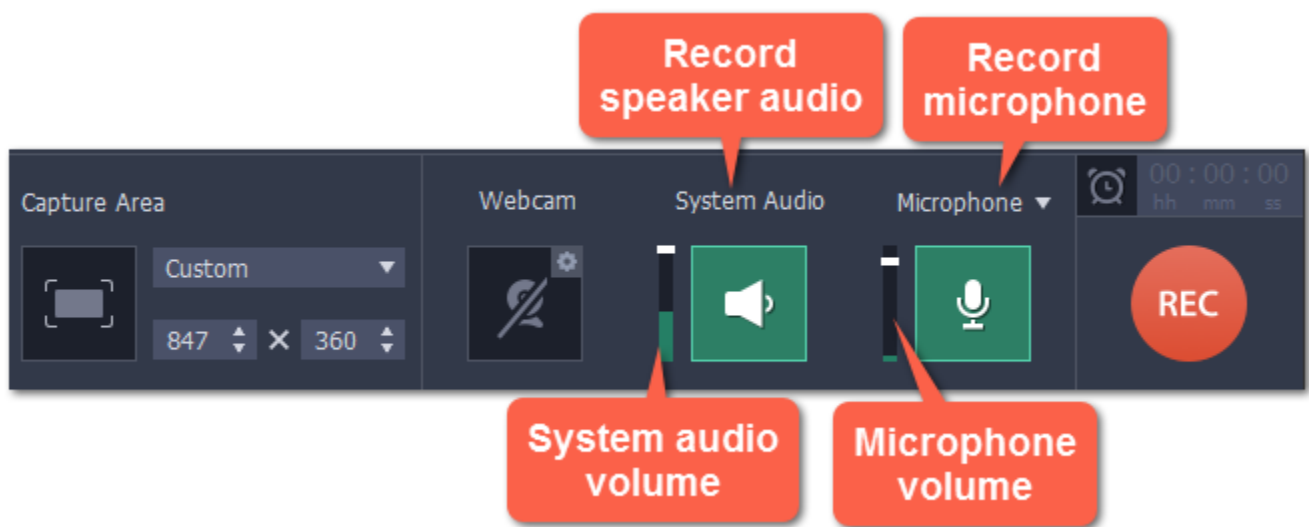 Record
speaker audio
Record
microphone
Capture Area
Webcam
System Audio
Microphone
00 : 00 : 00
hh mm ss
Custom
847 × 360
REC
System audio
volume
Microphone
volume